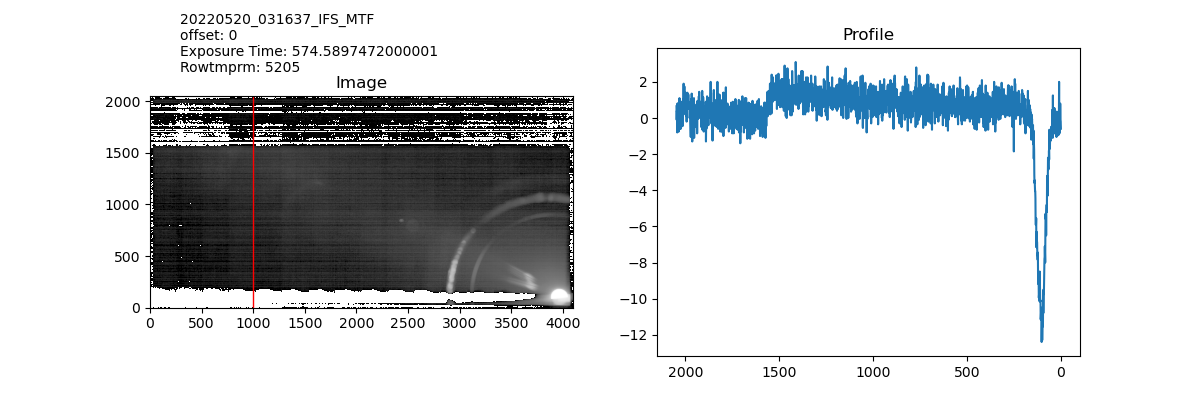 20220520_031637_IFS_MTF
offset: 0
Exposure Time: 574.5897472000001
Rowtmprm: 5205
Image
2000
1500
1000
500
0
0 500 1000 1500 2000 2500 3000 3500 4000
Profile
2
0
−2
−4
−6
−8
−10
−12
2000 1500 1000 500 0